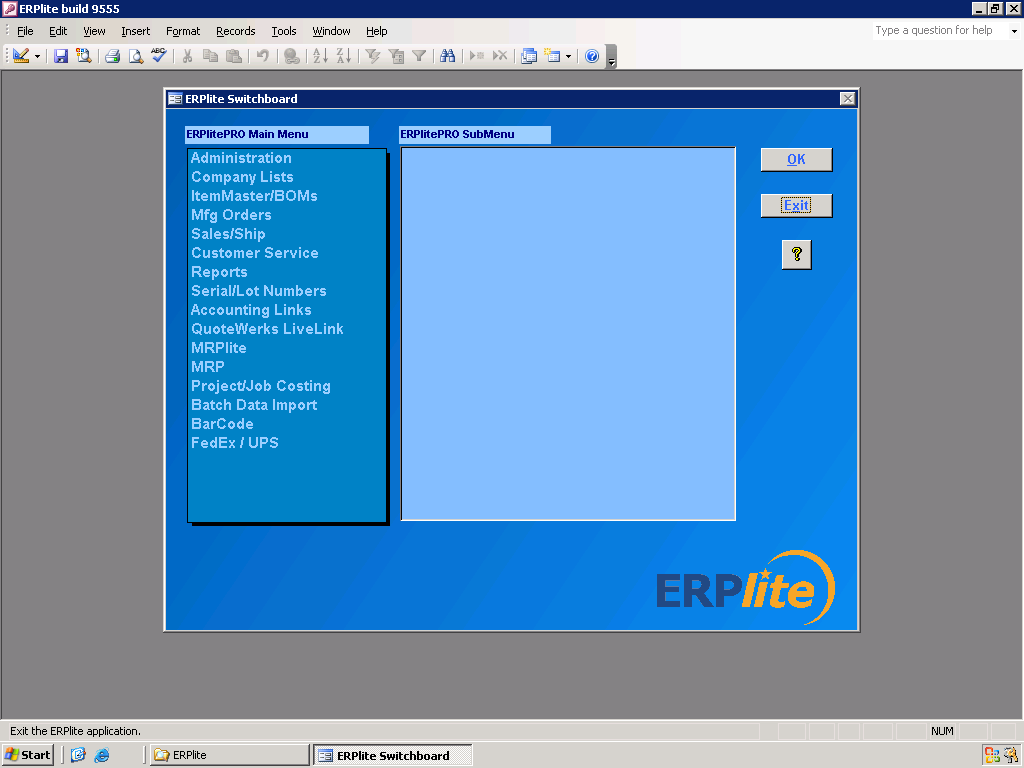 ERPlite build 9555
File Edit View Insert Format Records Tools Window Help
Type a question for help
ERPlite Switchboard
ERPlitePRO Main Menu
ERPlitePRO SubMenu
Administration
Company Lists
ItemMaster/BOMs
Mfg Orders
Sales/Ship
Customer Service
Reports
Serial/Lot Numbers
Accounting Links
QuoteWerks LiveLink
MRPlite
MRP
Project/Job Costing
Batch Data Import
BarCode
FedEx / UPS
OK
Exit
?
ERPlite
Exit the ERPlite application.
NUM
Start
ERPlite
ERPlite Switchboard